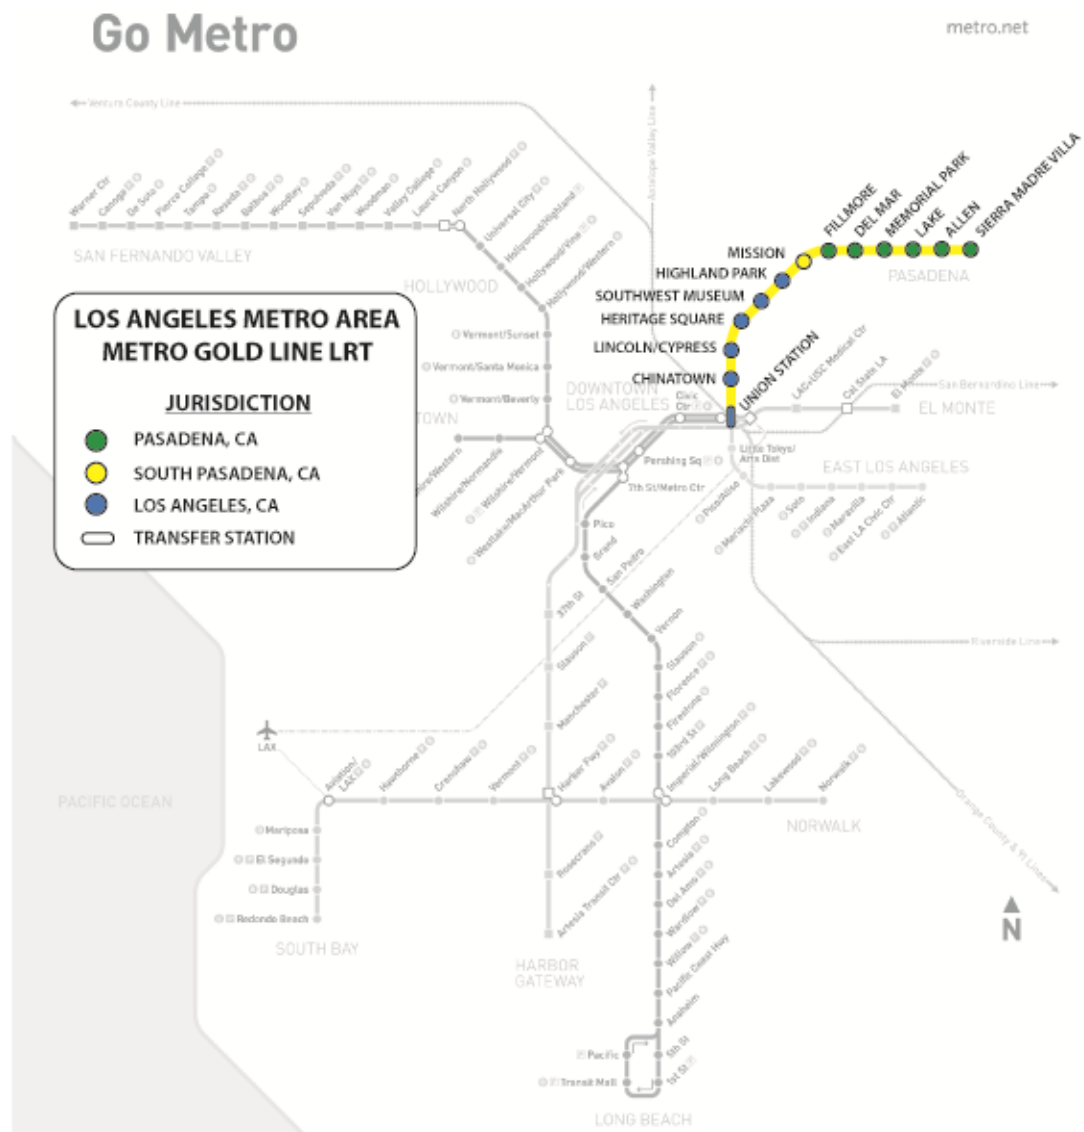 Go Metro
metro.net
Ventura County Line
Antelope Valley Line
Warner Ctr
Canoga
De Soto
Pierce College
Tampa
Reseda
Balboa
Woodley
Sepulveda
Van Nuys
Woodman
Valley College
Laurel Canyon
North Hollywood
Universal City
Hollywood/Highland
Hollywood/Vine
Hollywood/Western
SAN FERNANDO VALLEY
HOLLYWOOD
FILLMORE
DEL MAR
MEMORIAL PARK
LAKE
ALLEN
SIERRA MADRE VILLA
MISSION
PASADENA
HIGHLAND PARK
SOUTHWEST MUSEUM
HERITAGE SQUARE
LINCOLN/CYPRESS
CHINATOWN
UNION STATION
LOS ANGELES METRO AREA
METRO GOLD LINE LRT
JURISDICTION
PASADENA, CA
SOUTH PASADENA, CA
LOS ANGELES, CA
TRANSFER STATION
Vermont/Sunset
Vermont/Santa Monica
Vermont/Beverly
DOWNTOWN
LOS ANGELES
Civic
Ctr
LAC+USC Medical Ctr
Cal State LA
El Monte
San Bernardino Line
EL MONTE
TOWN
Wilshire/Normandie
Wilshire/Vermont
Westlake/MacArthur Park
Pershing Sq
7th St/Metro Ctr
Little Tokyo/
Arts Dist
EAST LOS ANGELES
Pico/Aliso
Mariachi Plaza
Soto
Indiana
Maravilla
East LA Civic Ctr
Atlantic
Pico
Grand
San Pedro
Washington
Vernon
Slauson
Florence
Firestone
103rd St
Imperial/Wilmington
37th St
Slauson
Manchester
Harbor Fwy
Avalon
Long Beach
Lakewood
Norwalk
Riverside Line
LAX
Aviation/
LAX
Hawthorne
Crenshaw
Vermont
PACIFIC OCEAN
NORWALK
Orange County & 91 Lines
Mariposa
El Segundo
Douglas
Redondo Beach
SOUTH BAY
Rosecrans
Artesia Transit Ctr
HARBOR
GATEWAY
Compton
Artesia
Del Amo
Wardlow
Willow
Pacific Coast Hwy
Anaheim
5th St
1st St
Pacific
Transit Mall
LONG BEACH
N